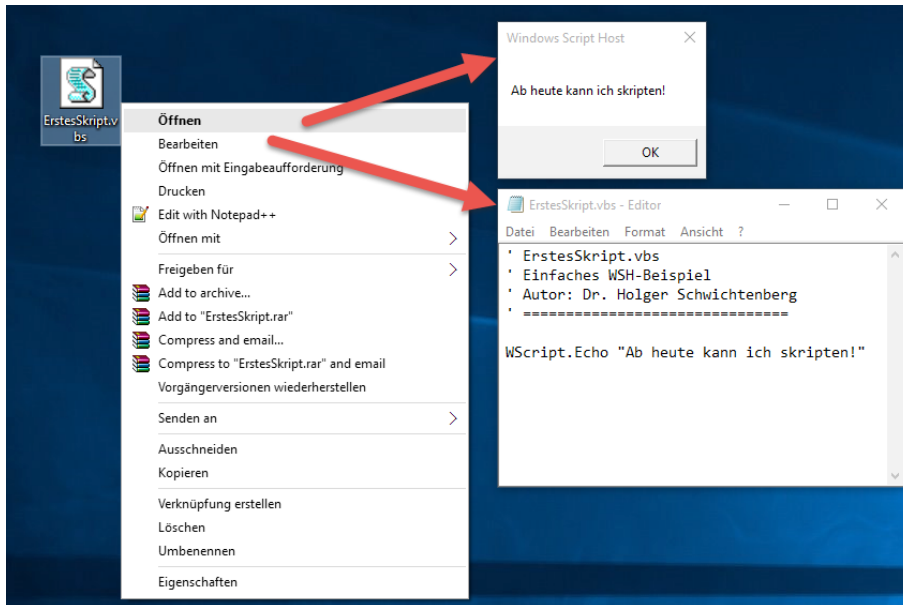 ErstesSkript.v
bs
Öffnen
Bearbeiten
Öffnen mit Eingabeaufforderung
Drucken
Edit with Notepad++
Öffnen mit
Freigeben für
Add to archive...
Add to "ErstesSkript.rar"
Compress and email...
Compress to "ErstesSkript.rar" and email
Vorgängerversionen wiederherstellen
Senden an
Ausschneiden
Kopieren
Verknüpfung erstellen
Löschen
Umbenennen
Eigenschaften
Windows Script Host
Ab heute kann ich skripten!
OK
ErstesSkript.vbs - Editor
Datei Bearbeiten Format Ansicht ?
' ErstesSkript.vbs
' Einfaches WSH-Beispiel
' Autor: Dr. Holger Schwichtenberg
' ===============================
WScript.Echo "Ab heute kann ich skripten!"